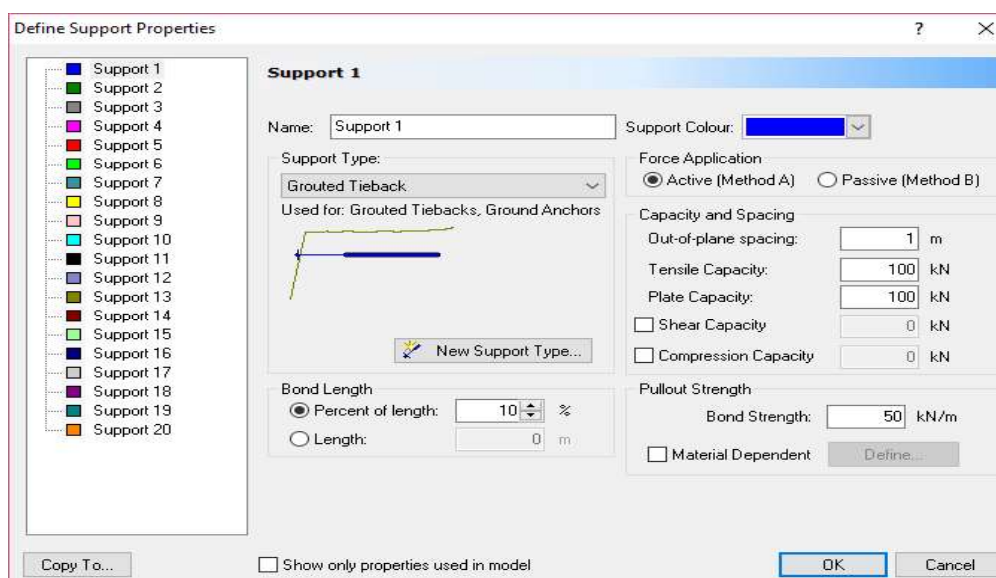 Define Support Properties
?
Support 1
Support 2
Support 3
Support 4
Support 5
Support 6
Support 7
Support 8
Support 9
Support 10
Support 11
Support 12
Support 13
Support 14
Support 15
Support 16
Support 17
Support 18
Support 19
Support 20
Support 1
Name: Support 1
Support Colour:
Support Type:
Grouted Tieback
Used for: Grouted Tiebacks, Ground Anchors
New Support Type...
Force Application
Active (Method A) Passive (Method B)
Capacity and Spacing
Out-of-plane spacing: 1 m
Tensile Capacity: 100 kN
Plate Capacity: 100 kN
Shear Capacity 0 kN
Compression Capacity 0 kN
Bond Length
Percent of length: 10 %
Length: 0 m
Pullout Strength
Bond Strength: 50 kN/m
Material Dependent Define...
Copy To... Show only properties used in model OK Cancel